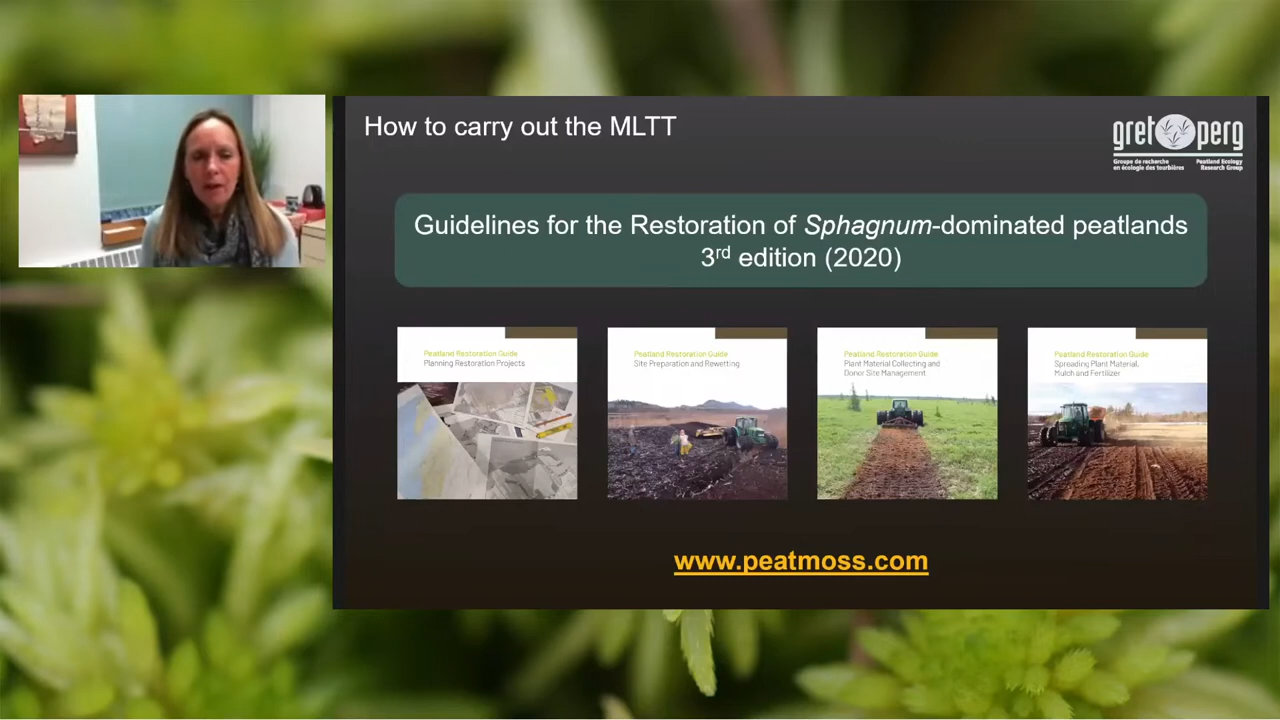 How to carry out the MLTT
gret perg
Groupe de recherche
en écologie des tourbières
Peatland Ecology
Research Group
Guidelines for the Restoration of Sphagnum-dominated peatlands
3rd edition (2020)
Peatland Restoration Guide
Planning Restoration Projects
Peatland Restoration Guide
Site Preparation and Rewetting
Peatland Restoration Guide
Plant Material Collecting and
Donor Site Management
Peatland Restoration Guide
Spreading Plant Material,
Mulch and Fertilizer
www.peatmoss.com